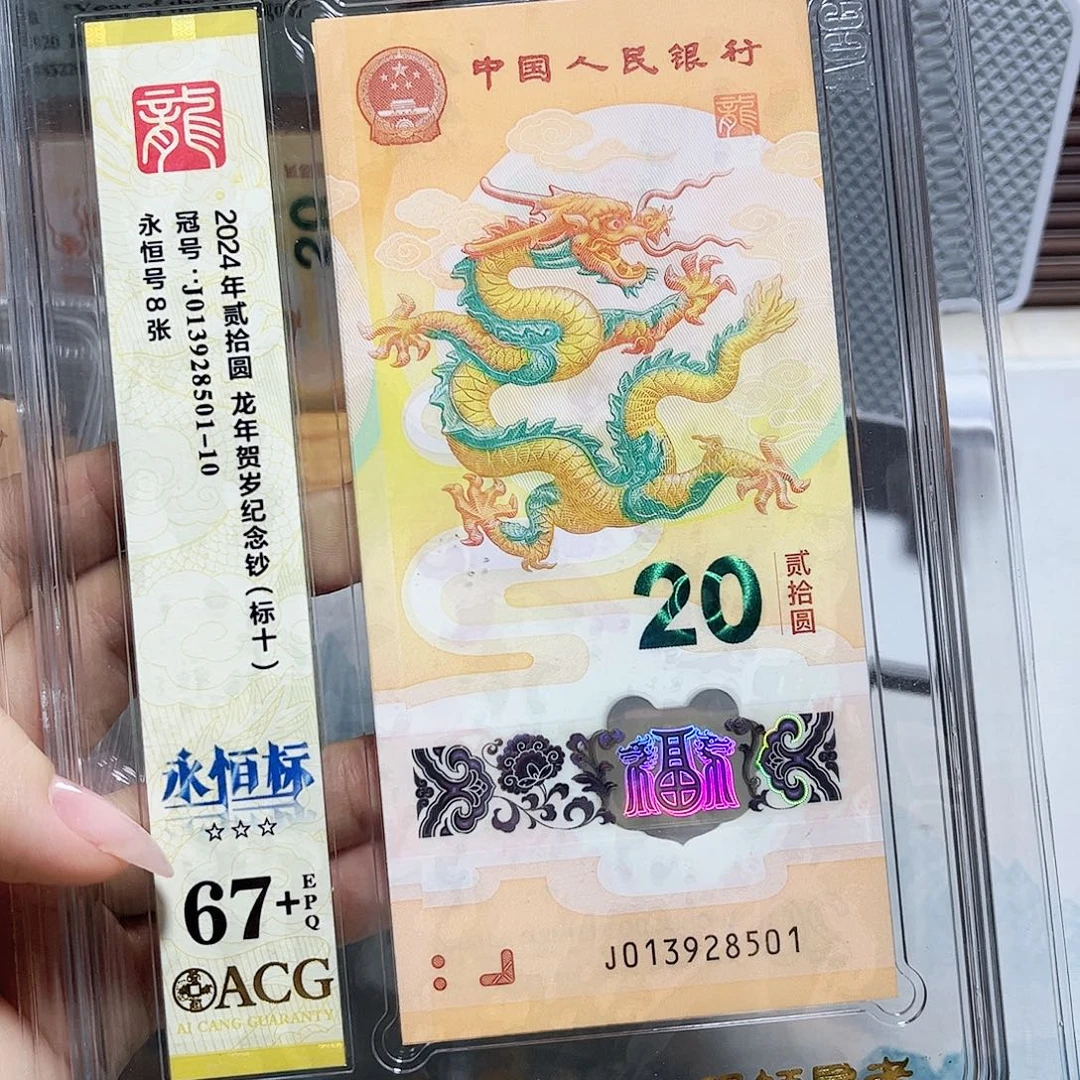 龍
2024年贰拾圆 龙年贺岁纪念钞(标十)
冠号:J013928501-10
永恒号8张
永恒标
☆☆☆
67+EPQ
ACG
AI CANG GUARANTY
中国人民银行
龍
20
贰拾圆
福
J013928501
ACG